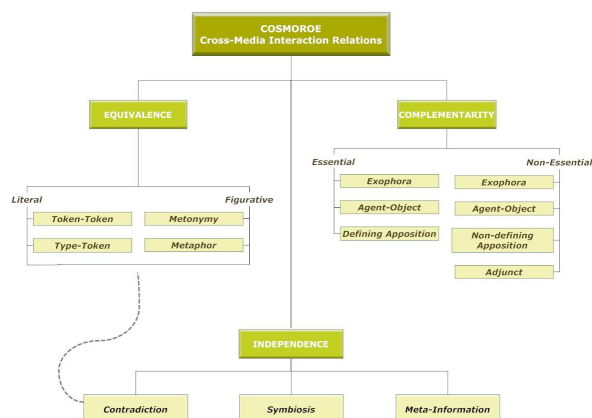 COSMOROE
Cross-Media Interaction Relations
EQUIVALENCE
COMPLEMENTARITY
Essential
Non-Essential
Exophora
Exophora
Agent-Object
Agent-Object
Defining Apposition
Non-defining
Apposition
Adjunct
Literal
Figurative
Token-Token
Metonymy
Type-Token
Metaphor
INDEPENDENCE
Contradiction
Symbiosis
Meta-Information